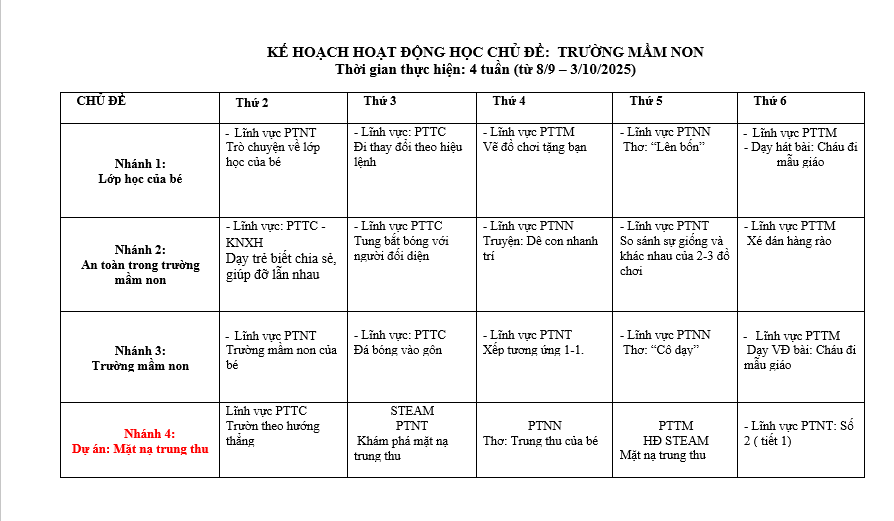 KẾ HOẠCH HOẠT ĐỘNG HỌC CHỦ ĐỀ: TRƯỜNG MẦM NON
Thời gian thực hiện: 4 tuần (từ 8/9 – 3/10/2025)
CHỦ ĐỀ
Thứ 2
Thứ 3
Thứ 4
Thứ 5
Thứ 6
Nhánh 1:
Lớp học của bé
- Lĩnh vực PTNT
Trò chuyện về lớp
học của bé
- Lĩnh vực: PTTC
Đi thay đổi theo hiệu
lệnh
- Lĩnh vực PTTM
Vẽ đồ chơi tặng bạn
- Lĩnh vực PTNN
Thơ: “Lên bốn”
- Lĩnh vực PTTM
- Dạy hát bài: Cháu đi
mẫu giáo
Nhánh 2:
An toàn trong trường
mầm non
- Lĩnh vực: PTTC -
KNXH
Dạy trẻ biết chia sẻ,
giúp đỡ lẫn nhau
- Lĩnh vực PTTC
Tung bắt bóng với
người đối diện
- Lĩnh vực PTNN
Truyện: Dê con nhanh
trí
- Lĩnh vực PTNT
So sánh sự giống và
khác nhau của 2-3 đồ
chơi
- Lĩnh vực PTTM
Xé dán hàng rào
Nhánh 3:
Trường mầm non
- Lĩnh vực PTNT
Trường mầm non của
bé
- Lĩnh vực: PTTC
Đá bóng vào gôn
- Lĩnh vực PTNT
Xếp tương ứng 1-1.
- Lĩnh vực PTNN
Thơ: “Cô dạy”
- Lĩnh vực PTTM
Dạy VĐ bài: Cháu đi
mẫu giáo
Nhánh 4:
Dự án: Mặt nạ trung thu
Lĩnh vực PTTC
Trườn theo hướng
thẳng
STEAM
PTNT
Khám phá mặt nạ
trung thu
PTNN
Thơ: Trung thu của bé
PTTM
HĐ STEAM
Mặt nạ trung thu
- Lĩnh vực PTNT: Số
2 ( tiết 1)